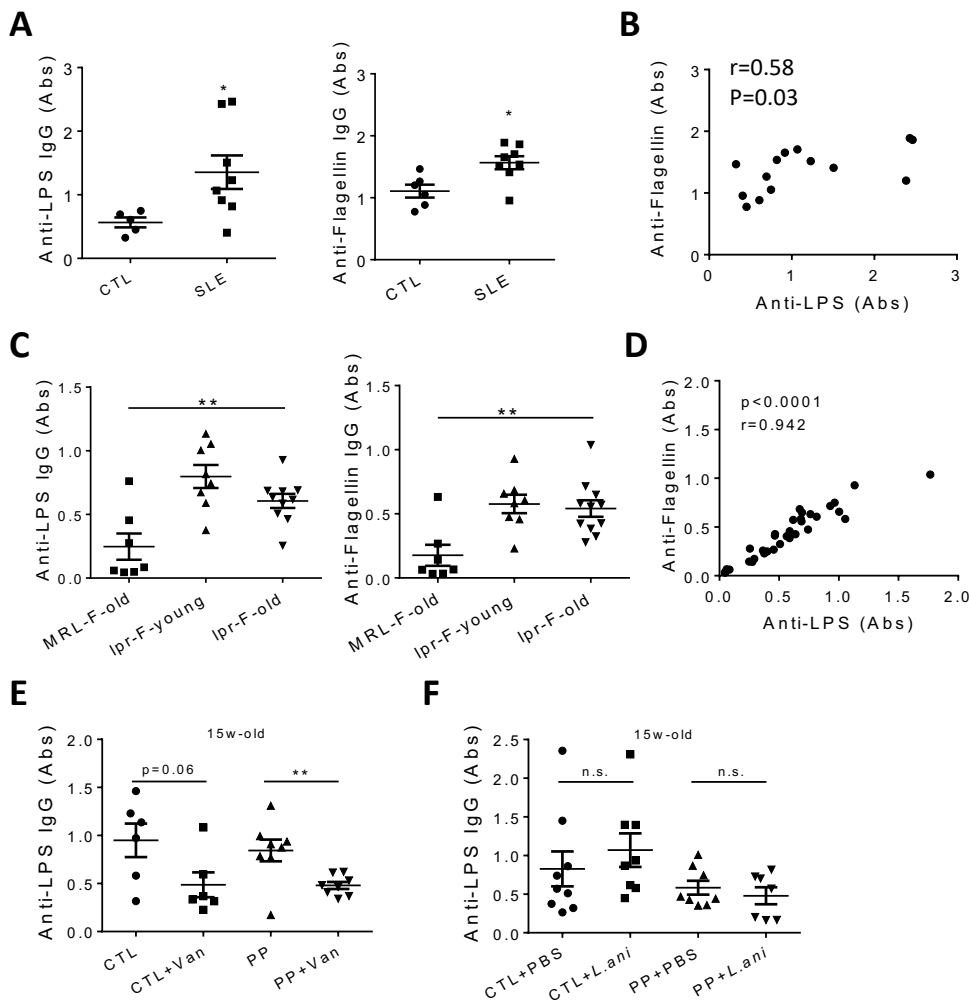 A
Anti-LPS IgG (Abs)
3
2
1
0
*
CTL
SLE
Anti-Flagellin IgG (Abs)
3
2
1
0
*
CTL
SLE
B
Anti-Flagellin (Abs)
3
2
1
0
r=0.58
P=0.03
0 1 2 3
Anti-LPS (Abs)
C
Anti-LPS IgG (Abs)
1.5
1.0
0.5
0.0
**
MRL-F-old
lpr-F-young
lpr-F-old
Anti-Flagellin IgG (Abs)
1.5
1.0
0.5
0.0
**
MRL-F-old
lpr-F-young
lpr-F-old
D
Anti-Flagellin (Abs)
2.0
1.5
1.0
0.5
0.0
p<0.0001
r=0.942
0.0 0.5 1.0 1.5 2.0
Anti-LPS (Abs)
E
15w-old
Anti-LPS IgG (Abs)
2.0
1.5
1.0
0.5
0.0
p=0.06
**
CTL
CTL+Van
PP
PP+Van
F
15w-old
Anti-LPS IgG (Abs)
2.5
2.0
1.5
1.0
0.5
0.0
n.s.
n.s.
CTL+PBS
CTL+L.ani
PP+PBS
PP+L.ani